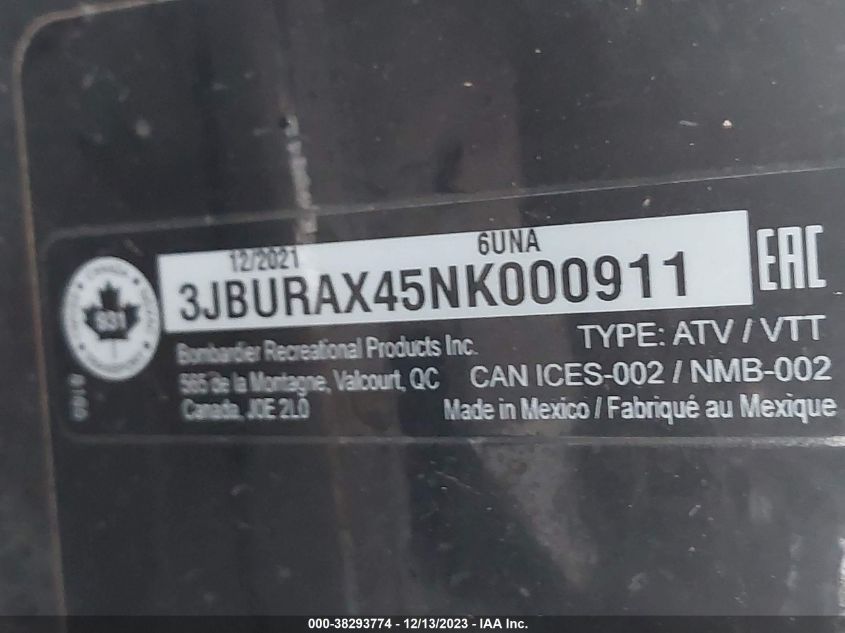 12/2021 6UNA
3JBURAX45NK000911
EAC
CANADA
831
Bombardier Recreational Products Inc.
565 de la Montagne, Valcourt, QC
Canada, J0E 2L0
TYPE: ATV / VTT
CAN ICES-002 / NMB-002
Made in Mexico / Fabriqué au Mexique
000-38293774 - 12/13/2023 - IAA Inc.